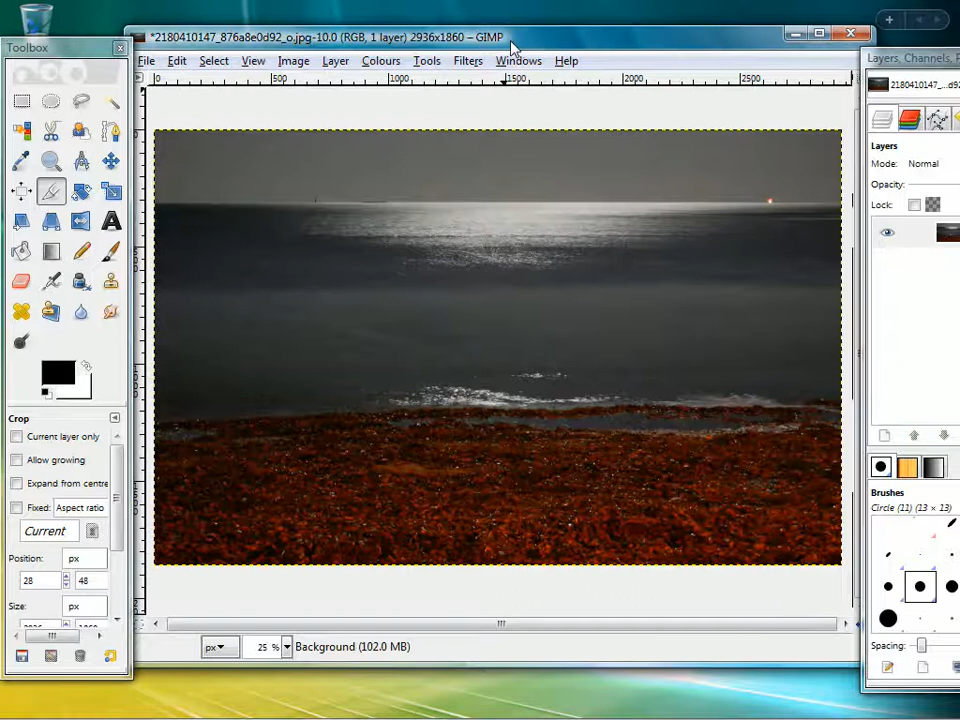 *2180410147_876a8e0d92_o.jpg-10.0 (RGB, 1 layer) 2936x1860 – GIMP
Toolbox
File Edit Select View Image Layer Colours Tools Filters Windows Help
Layers, Channels, P
2180410147_...d92
0 500 1000 1500 2000 2500
Layers
Mode: Normal
Opacity:
Lock:
Crop
Current layer only
Allow growing
Expand from centre
Fixed: Aspect ratio
Current
Position: px
28 48
Size: px
Brushes
Circle (11) (13 × 13)
Spacing:
px 25 % Background (102.0 MB)